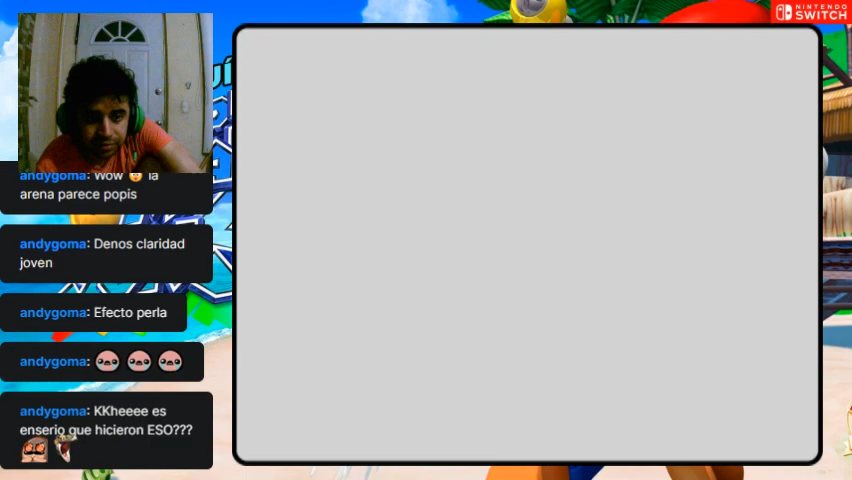 NINTENDO
SWITCH
andygoma: Wow 😳 la
arena parece popis
andygoma: Denos claridad
joven
andygoma: Efecto perla
andygoma:
andygoma: KKheeee es
enserio que hicieron ESO???